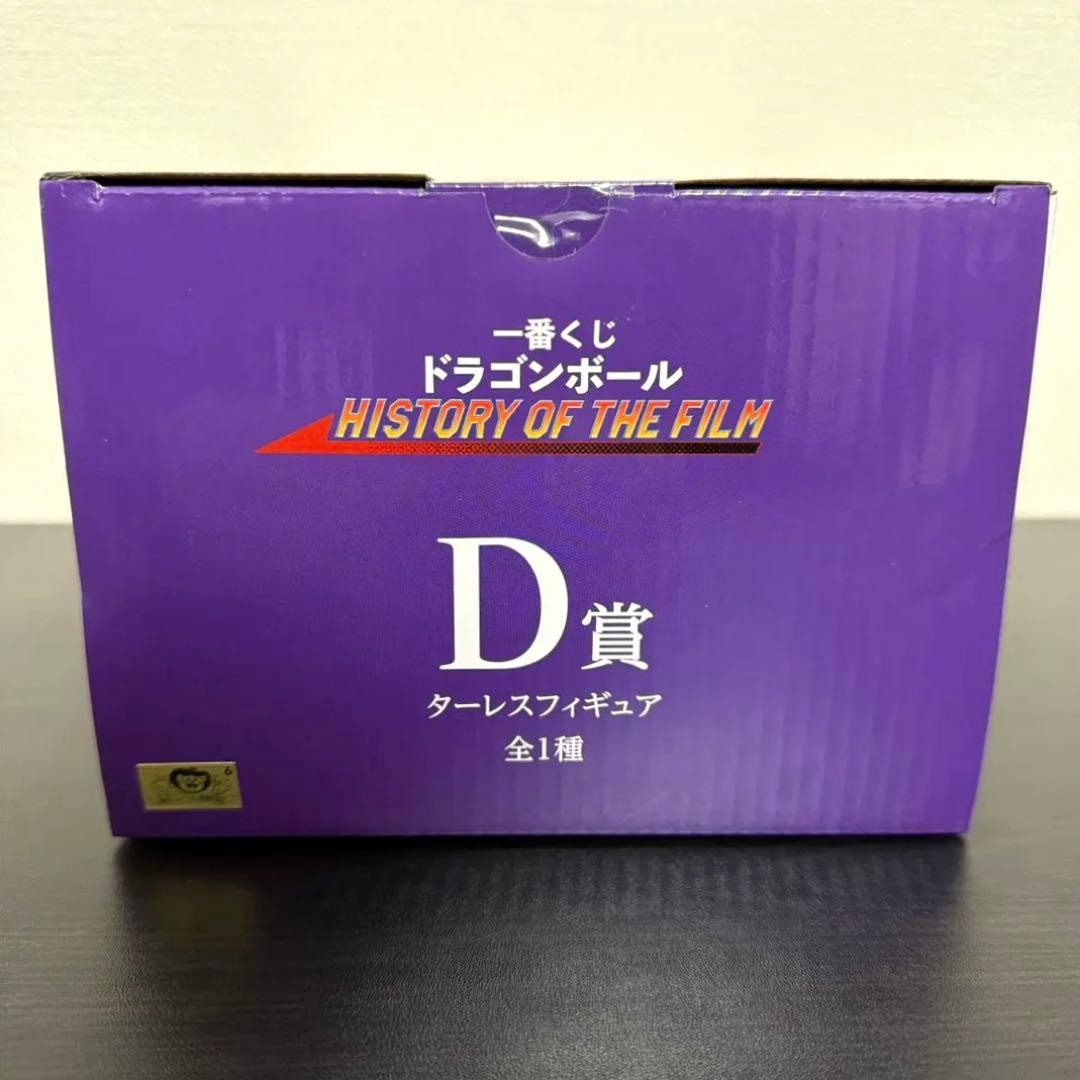 一番くじ
ドラゴンボール
HISTORY OF THE FILM
D賞
ターレスフィギュア
全1種
6